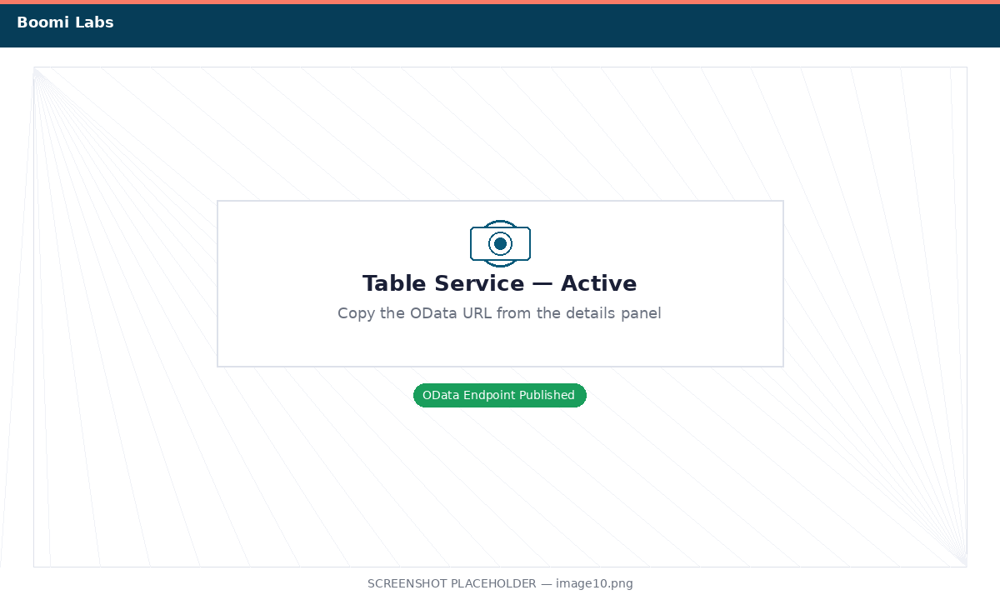 Boomi Labs
Table Service — Active
Copy the OData URL from the details panel
OData Endpoint Published
SCREENSHOT PLACEHOLDER — image10.png